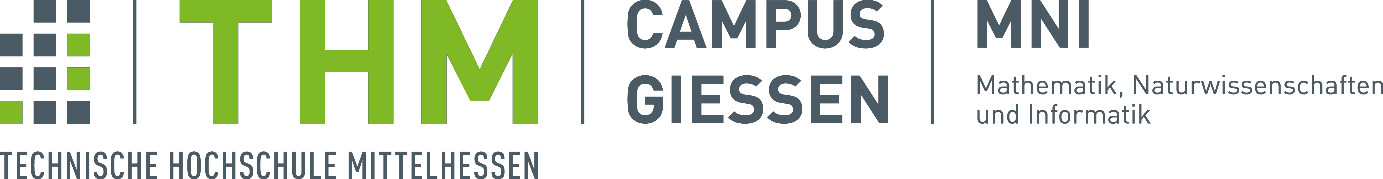 THM
TECHNISCHE HOCHSCHULE MITTELHESSEN
CAMPUS
GIESSEN
MNI
Mathematik, Naturwissenschaften
und Informatik